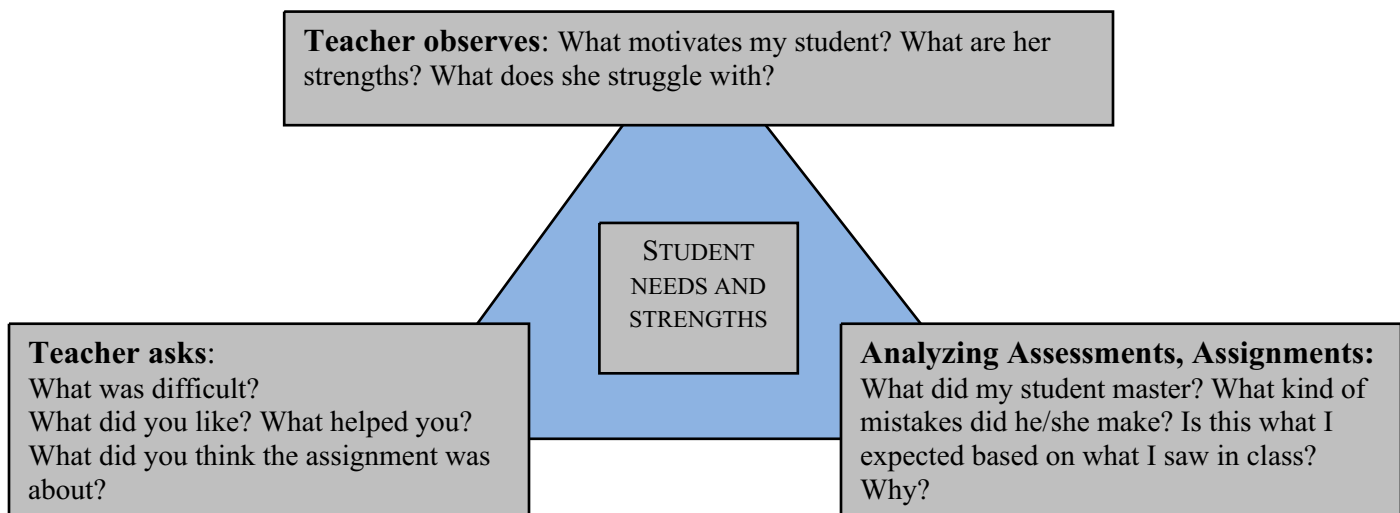 Teacher observes: What motivates my student? What are her
strengths? What does she struggle with?
STUDENT
NEEDS AND
STRENGTHS
Teacher asks:
What was difficult?
What did you like? What helped you?
What did you think the assignment was
about?
Analyzing Assessments, Assignments:
What did my student master? What kind of
mistakes did he/she make? Is this what I
expected based on what I saw in class?
Why?